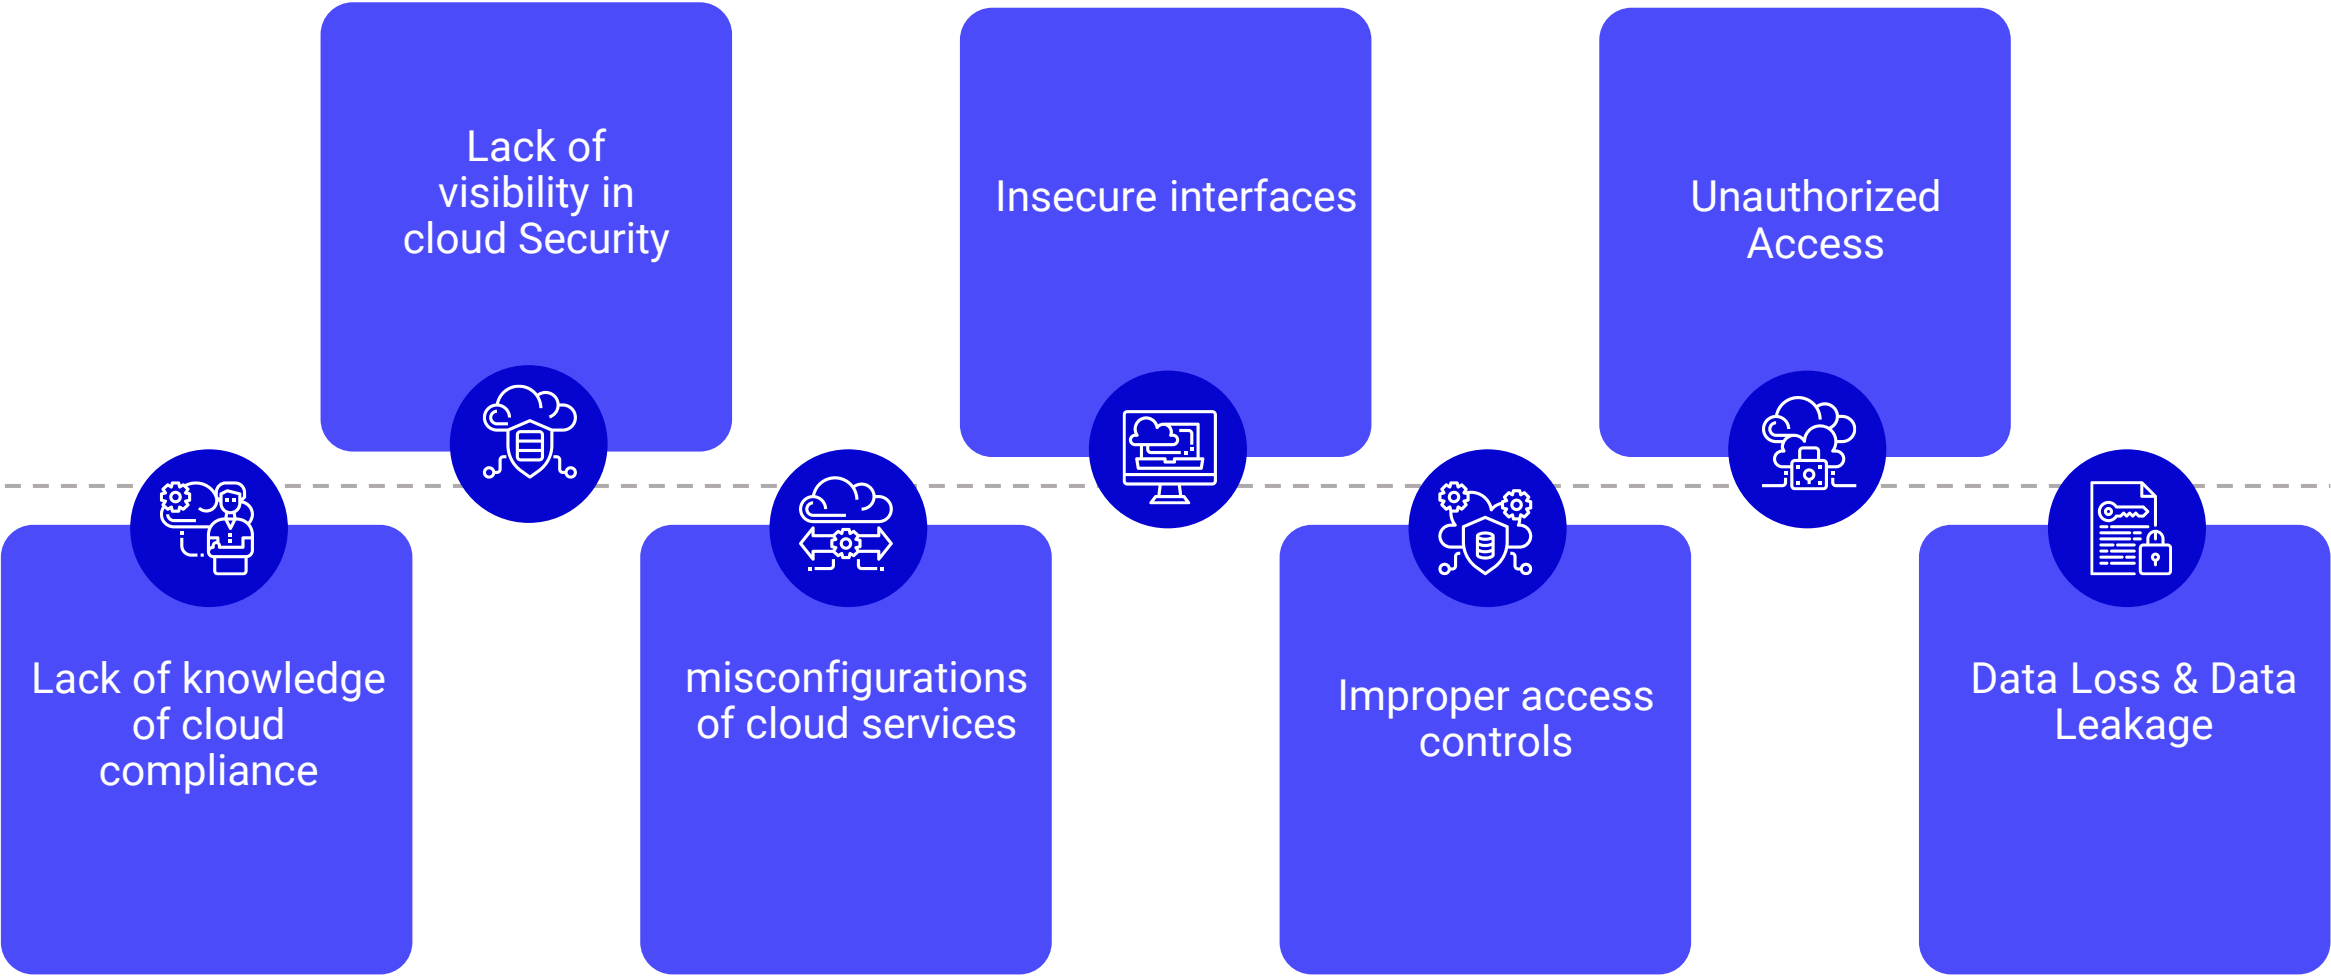 Lack of
visibility in
cloud Security
Insecure interfaces
Unauthorized
Access
Lack of knowledge
of cloud
compliance
misconfigurations
of cloud services
Improper access
controls
Data Loss & Data
Leakage